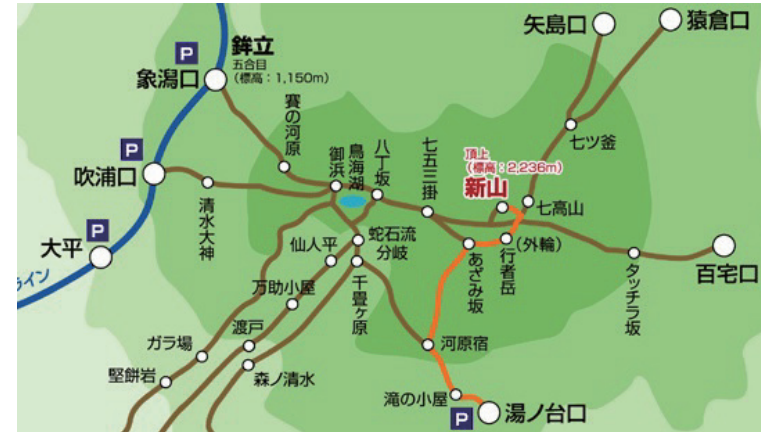 矢島口
猿倉口
P
鉾立
五合目
(標高：1,150m)
象潟口
賽の河原
御浜
鳥海湖
八丁坂
七五三掛
頂上
(標高：2,236m)
新山
七ツ釜
七高山
P
吹浦口
清水大神
P
大平
仙人平
蛇石流
分岐
あざみ坂
行者岳
(外輪)
タッチラ坂
百宅口
ライン
万助小屋
千畳ヶ原
渡戸
ガラ場
河原宿
堅餅岩
森ノ清水
滝の小屋
P
湯ノ台口